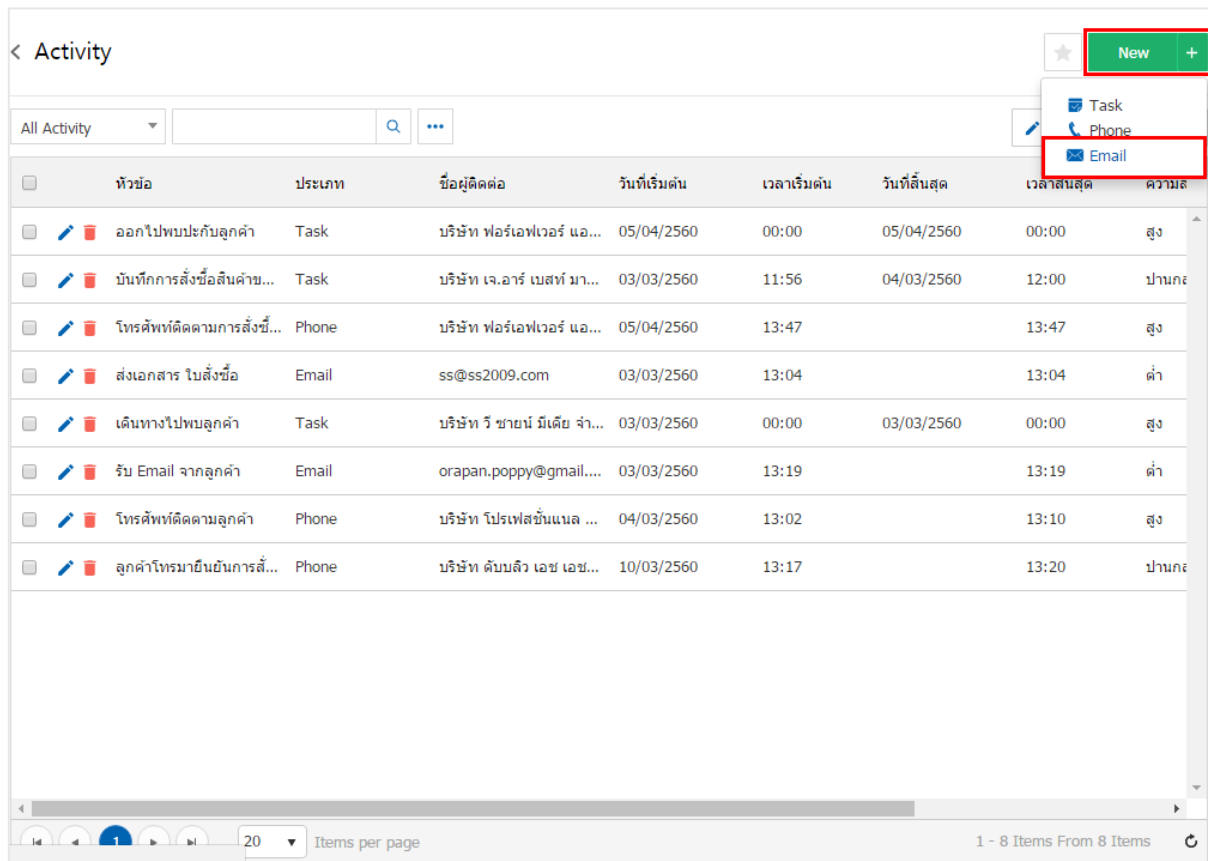 < Activity New +
Task
All Activity
Phone
Email
หัวข้อ ประเภท ชื่อผู้ติดต่อ วันที่เริ่มต้น เวลาเริ่มต้น วันที่สิ้นสุด เวลาสิ้นสุด
ออกไปพบปะกับลูกค้า Task บริษัท ฟอร์เอฟเวอร์ แอ... 05/04/2560 00:00 05/04/2560 00:00 สูง
บันทึกการสั่งซื้อสินค้าข... Task บริษัท เจ.อาร์ เบสท์ มา... 03/03/2560 11:56 04/03/2560 12:00 ปานกล
โทรศัพท์ติดตามการสั่งซื้... Phone บริษัท ฟอร์เอฟเวอร์ แอ... 05/04/2560 13:47 13:47 สูง
ส่งเอกสาร ใบสั่งซื้อ Email ss@ss2009.com 03/03/2560 13:04 13:04 ต่ำ
เดินทางไปพบลูกค้า Task บริษัท วี ชายน์ มีเดีย จำ... 03/03/2560 00:00 03/03/2560 00:00 สูง
รับ Email จากลูกค้า Email orapan.poppy@gmail.... 03/03/2560 13:19 13:19 ต่ำ
โทรศัพท์ติดตามลูกค้า Phone บริษัท โปรเฟสชั่นแนล ... 04/03/2560 13:02 13:10 สูง
ลูกค้าโทรมายืนยันการสั่... Phone บริษัท ดับบลิว เอช เอช... 10/03/2560 13:17 13:20 ปานกล
1 20 Items per page 1 - 8 Items From 8 Items